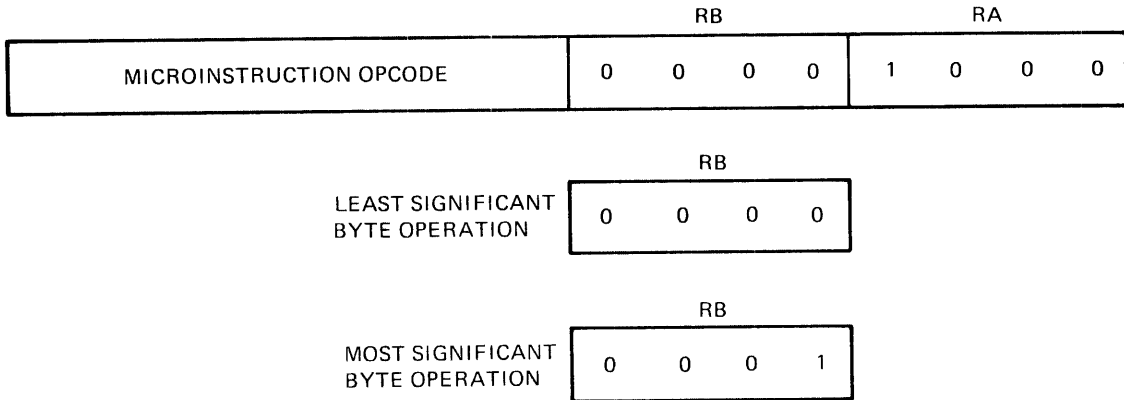 RB RA
MICROINSTRUCTION OPCODE 0 0 0 0 1 0 0 0
RB
LEAST SIGNIFICANT
BYTE OPERATION
0 0 0 0
RB
MOST SIGNIFICANT
BYTE OPERATION
0 0 0 1